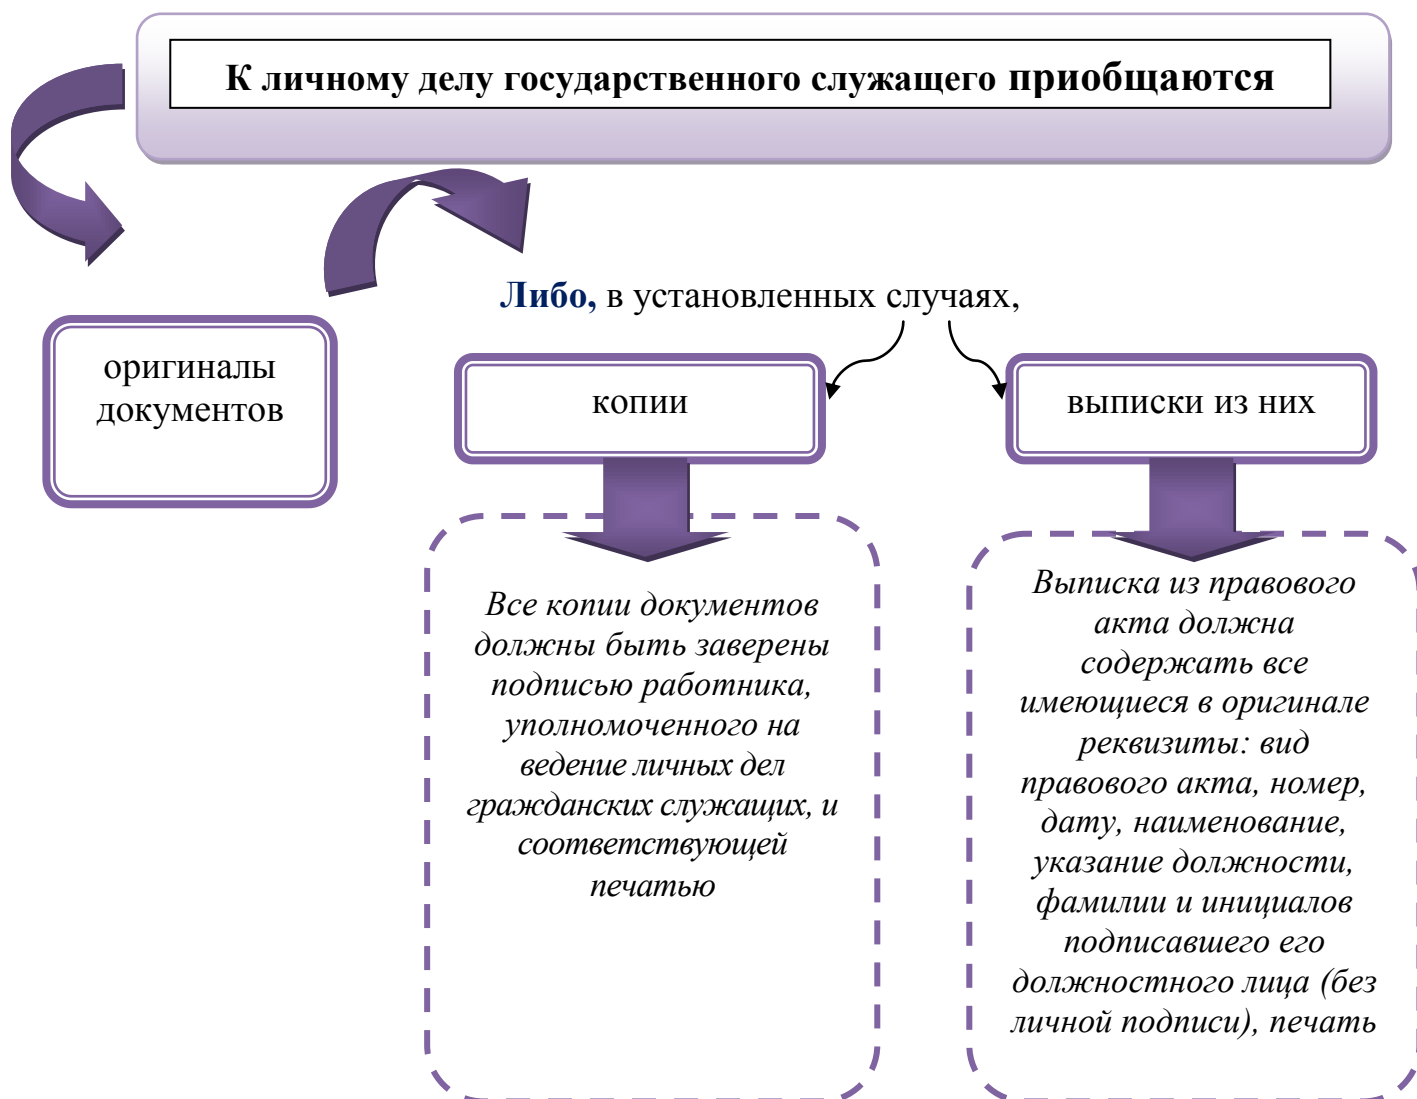 К личному делу государственного служащего приобщаются
Либо, в установленных случаях,
оригиналы
документов
копии
выписки из них
Все копии документов
должны быть заверены
подписью работника,
уполномоченного на
ведение личных дел
гражданских служащих, и
соответствующей
печатью
Выписка из правового
акта должна
содержать все
имеющиеся в оригинале
реквизиты: вид
правового акта, номер,
дату, наименование,
указание должности,
фамилии и инициалов
подписавшего его
должностного лица (без
личной подписи), печать